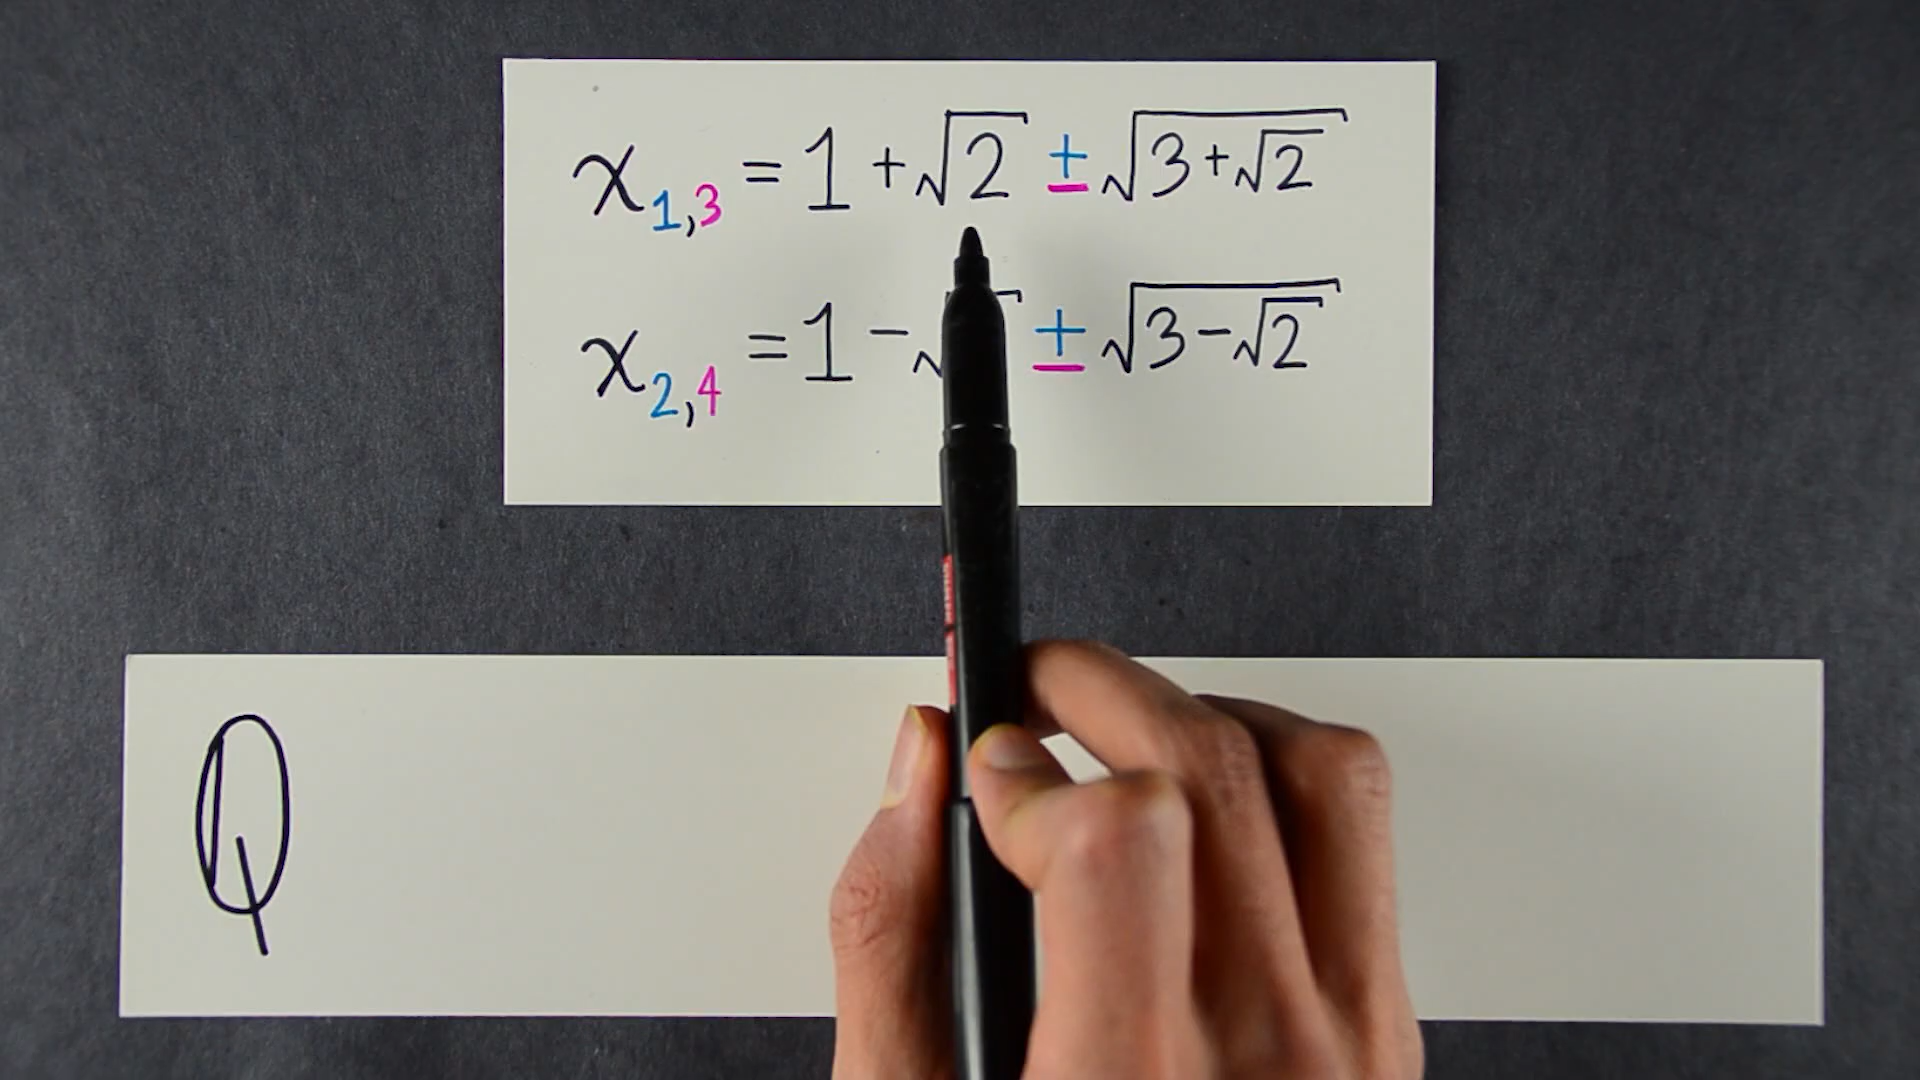 x₁,₃ = 1 + √2 ± √(3+√2)
x₂,₄ = 1 − √ ± √(3−√2)
ℚ